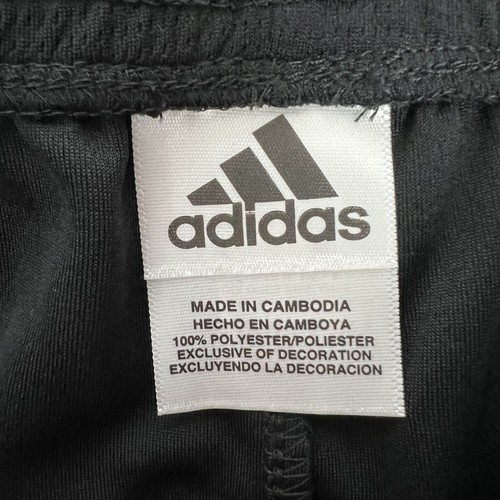 adidas
MADE IN CAMBODIA
HECHO EN CAMBOYA
100% POLYESTER/POLIESTER
EXCLUSIVE OF DECORATION
EXCLUYENDO LA DECORACION